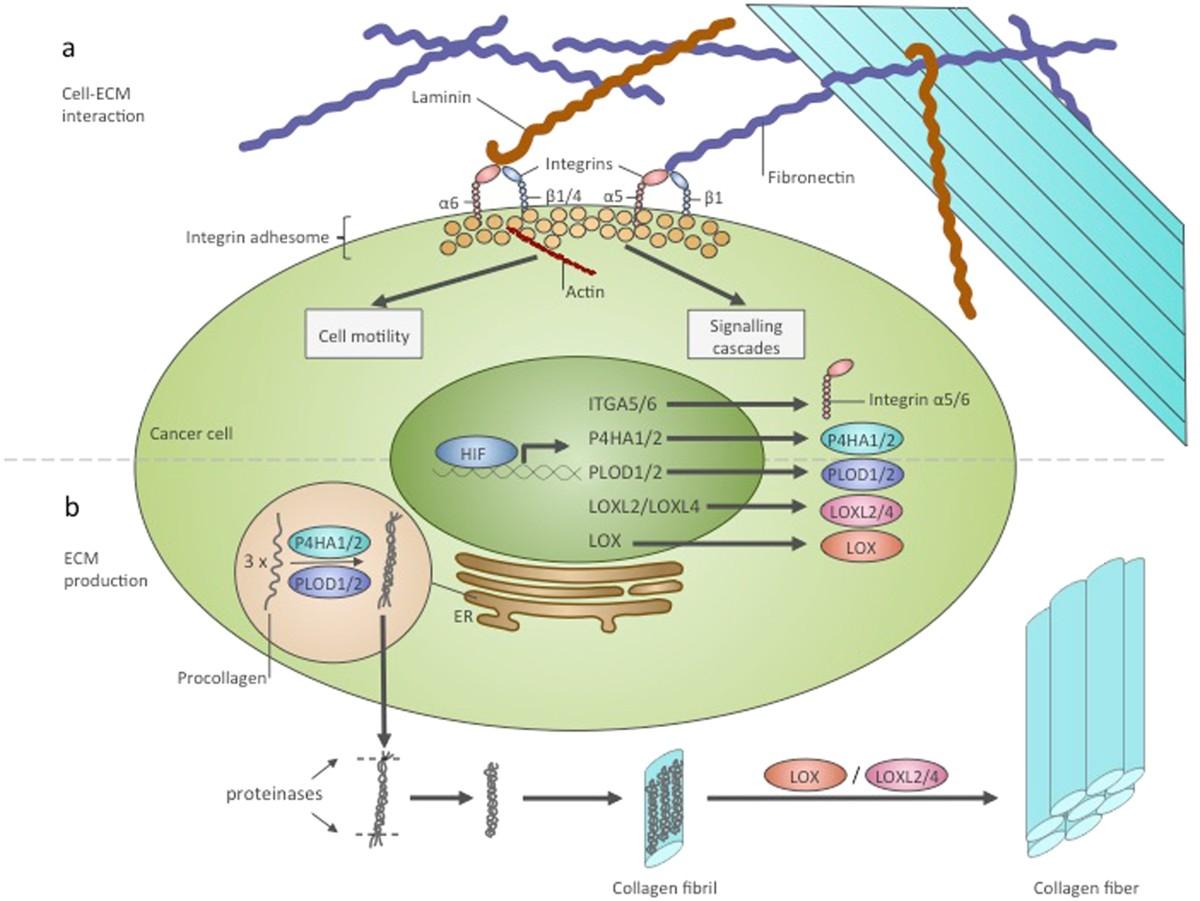 a
Cell-ECM
interaction
Laminin
Integrins
Fibronectin
α6
β1/4
α5
β1
Integrin adhesome
Actin
Cell motility
Signalling
cascades
ITGA5/6
Integrin α5/6
Cancer cell
HIF
P4HA1/2
P4HA1/2
PLOD1/2
PLOD1/2
LOXL2/LOXL4
LOXL2/4
LOX
LOX
b
ECM
production
3 x
P4HA1/2
PLOD1/2
ER
Procollagen
proteinases
LOX / LOXL2/4
Collagen fibril
Collagen fiber